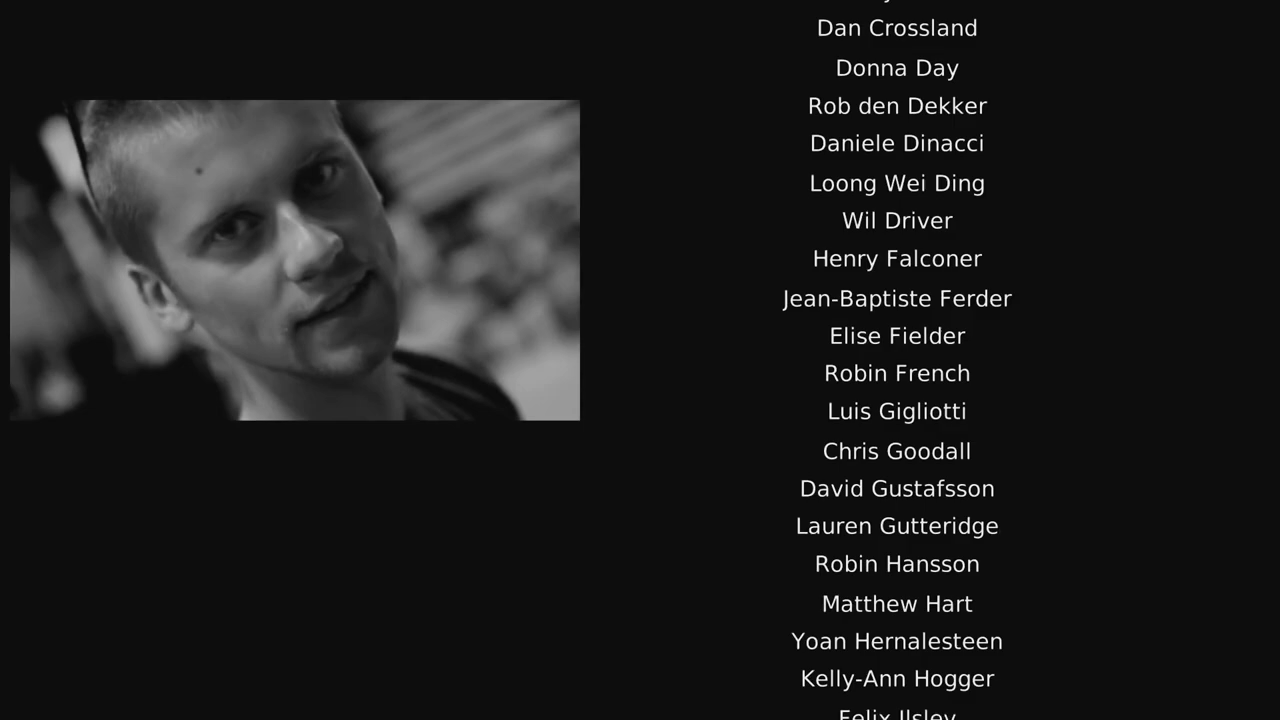 Dan Crossland
Donna Day
Rob den Dekker
Daniele Dinacci
Loong Wei Ding
Wil Driver
Henry Falconer
Jean-Baptiste Ferder
Elise Fielder
Robin French
Luis Gigliotti
Chris Goodall
David Gustafsson
Lauren Gutteridge
Robin Hansson
Matthew Hart
Yoan Hernalesteen
Kelly-Ann Hogger
Felix Ilsley